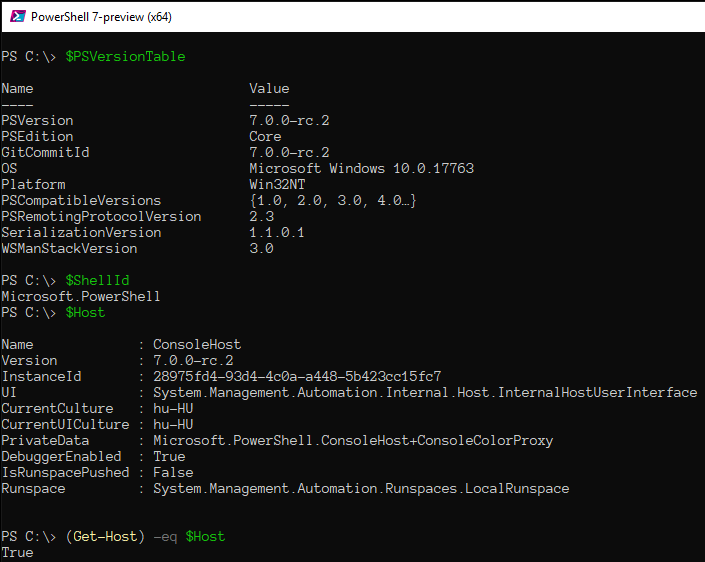 PowerShell 7-preview (x64)
PS C:\> $PSVersionTable
Name                           Value
----                           -----
PSVersion                      7.0.0-rc.2
PSEdition                      Core
GitCommitId                    7.0.0-rc.2
OS                             Microsoft Windows 10.0.17763
Platform                       Win32NT
PSCompatibleVersions           {1.0, 2.0, 3.0, 4.0…}
PSRemotingProtocolVersion      2.3
SerializationVersion           1.1.0.1
WSManStackVersion              3.0
PS C:\> $ShellId
Microsoft.PowerShell
PS C:\> $Host
Name             : ConsoleHost
Version          : 7.0.0-rc.2
InstanceId       : 28975fd4-93d4-4c0a-a448-5b423cc15fc7
UI               : System.Management.Automation.Internal.Host.InternalHostUserInterface
CurrentCulture   : hu-HU
CurrentUICulture : hu-HU
PrivateData      : Microsoft.PowerShell.ConsoleHost+ConsoleColorProxy
DebuggerEnabled  : True
IsRunspacePushed : False
Runspace         : System.Management.Automation.Runspaces.LocalRunspace
PS C:\> (Get-Host) -eq $Host
True